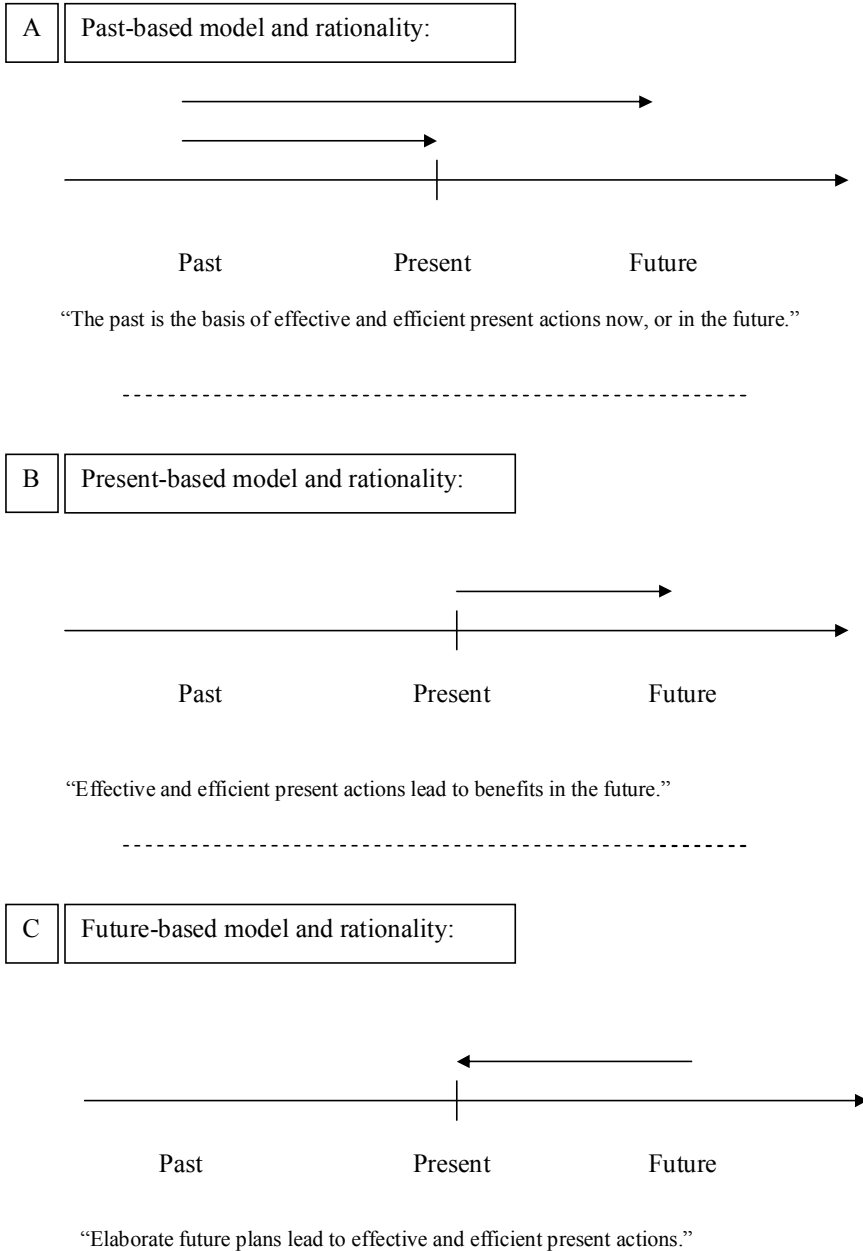 A
Past-based model and rationality:
Past Present Future
“The past is the basis of effective and efficient present actions now, or in the future.”
B
Present-based model and rationality:
Past Present Future
“Effective and efficient present actions lead to benefits in the future.”
C
Future-based model and rationality:
Past Present Future
“Elaborate future plans lead to effective and efficient present actions.”